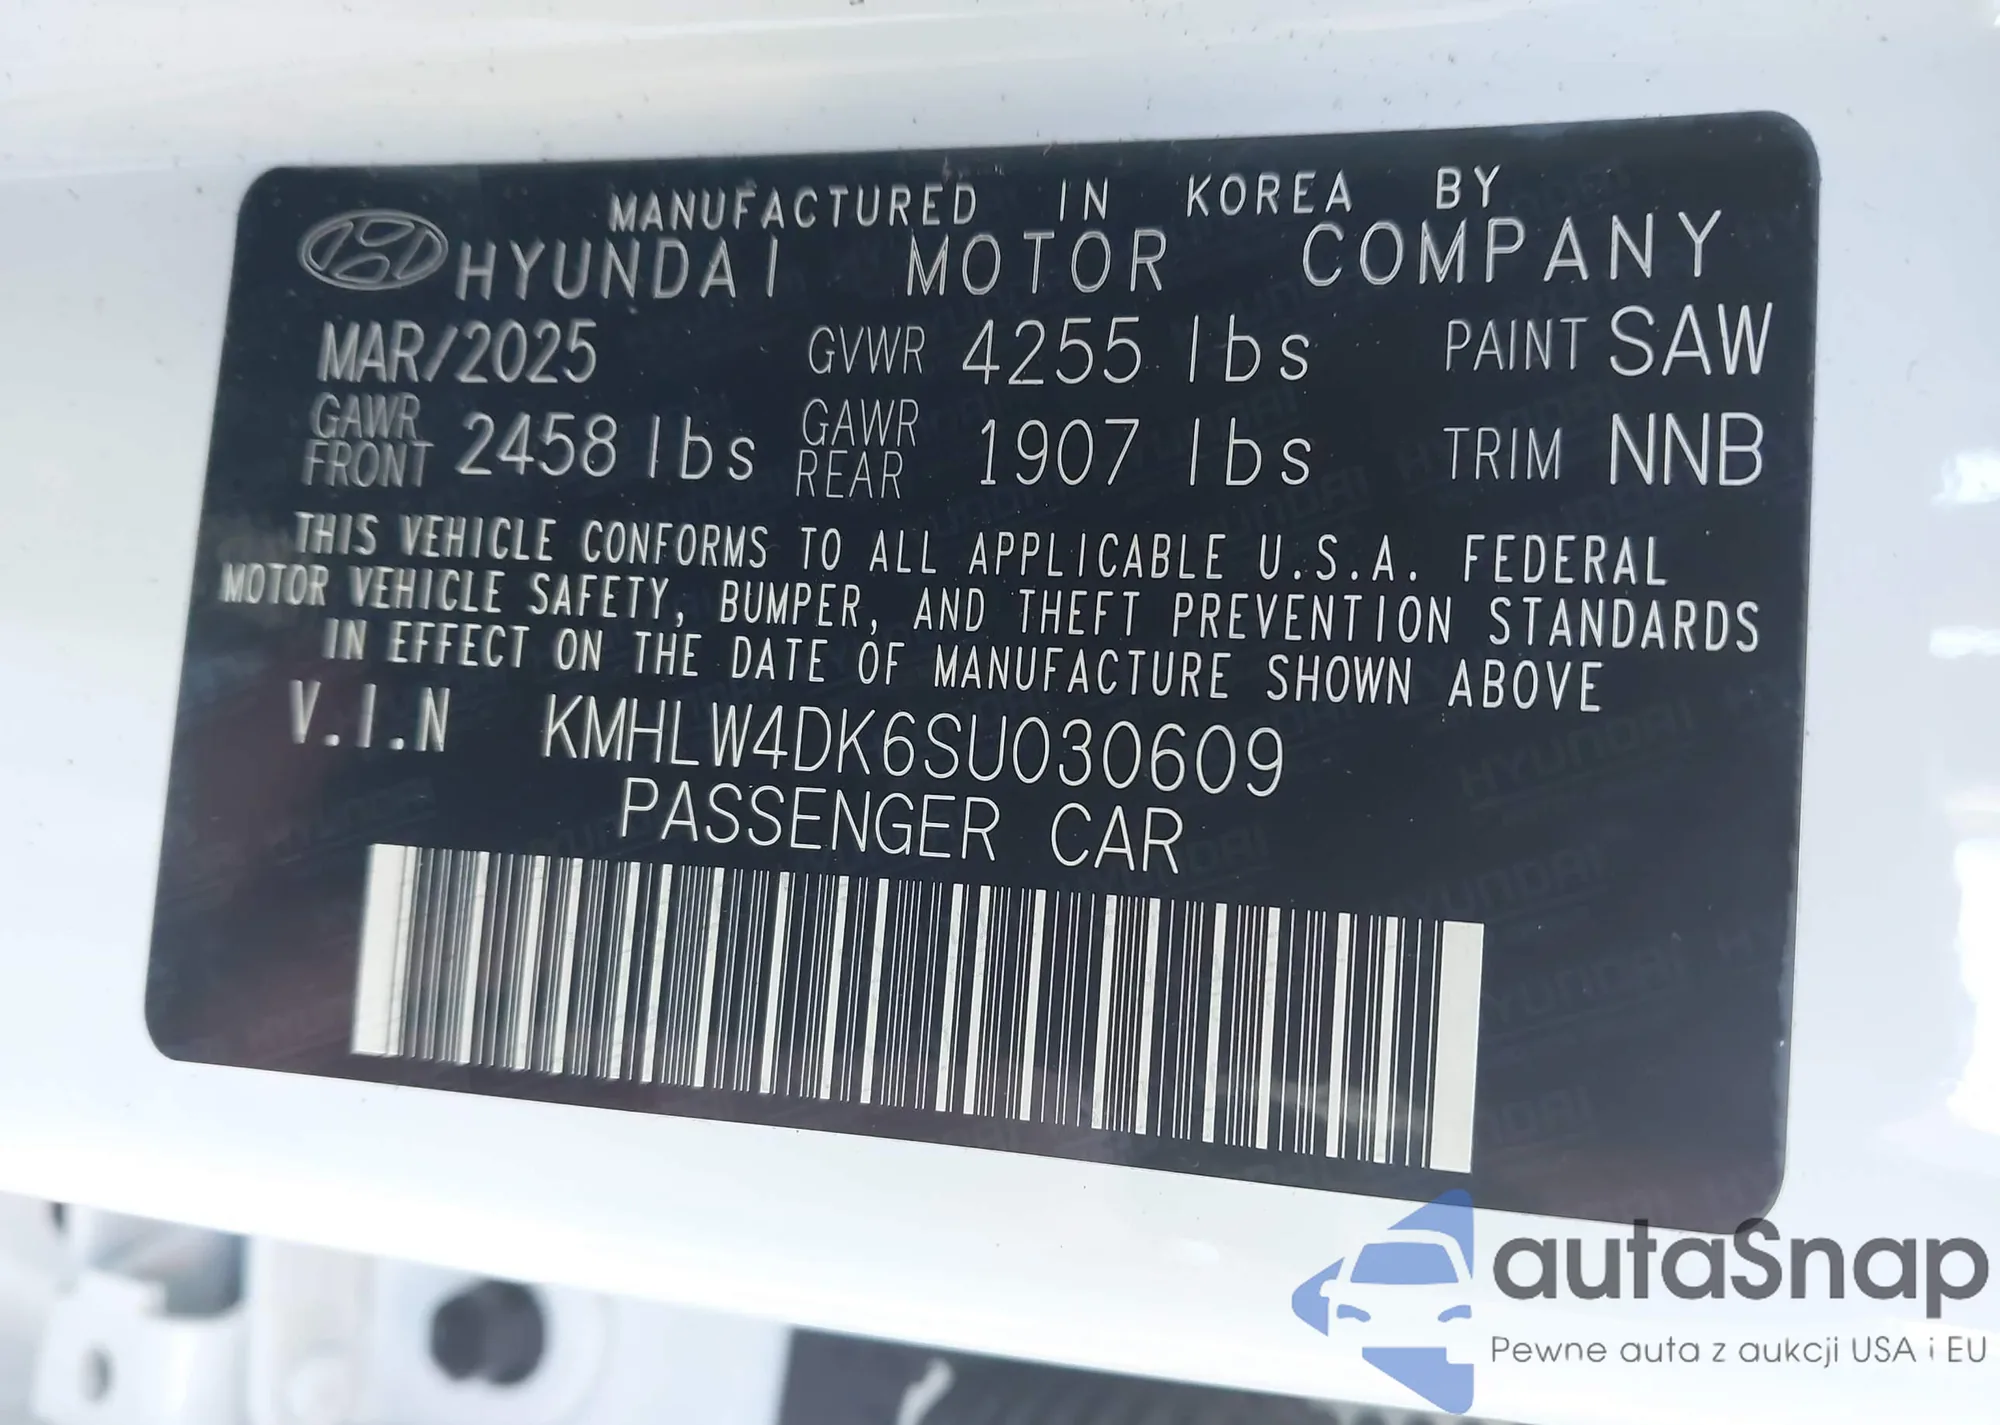 MANUFACTURED IN KOREA BY
HYUNDAI MOTOR COMPANY
MAR/2025 GVWR 4255 lbs PAINT SAW
GAWR FRONT 2458 lbs GAWR REAR 1907 lbs TRIM NNB
THIS VEHICLE CONFORMS TO ALL APPLICABLE U.S.A. FEDERAL
MOTOR VEHICLE SAFETY, BUMPER, AND THEFT PREVENTION STANDARDS
IN EFFECT ON THE DATE OF MANUFACTURE SHOWN ABOVE
V.I.N KMHLW4DK6SU030609
PASSENGER CAR
autaSnap
Pewne auta z aukcji USA i EU